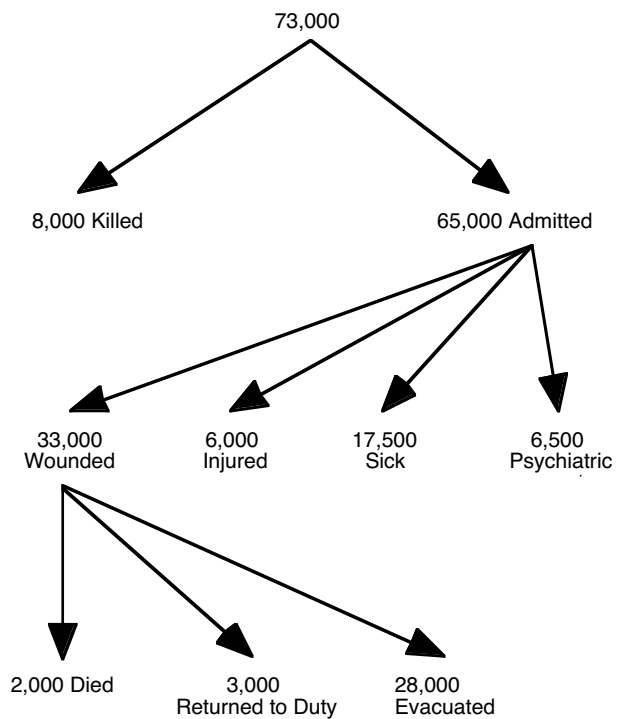 73,000
8,000 Killed
65,000 Admitted
33,000
Wounded
6,000
Injured
17,500
Sick
6,500
Psychiatric
2,000 Died
3,000
Returned to Duty
28,000
Evacuated